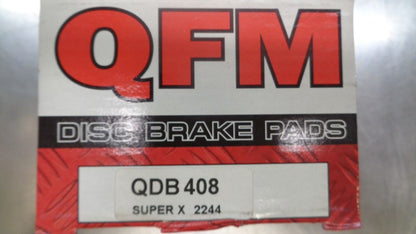 QFM
DISC BRAKE PADS
QDB 408
SUPER X 2244